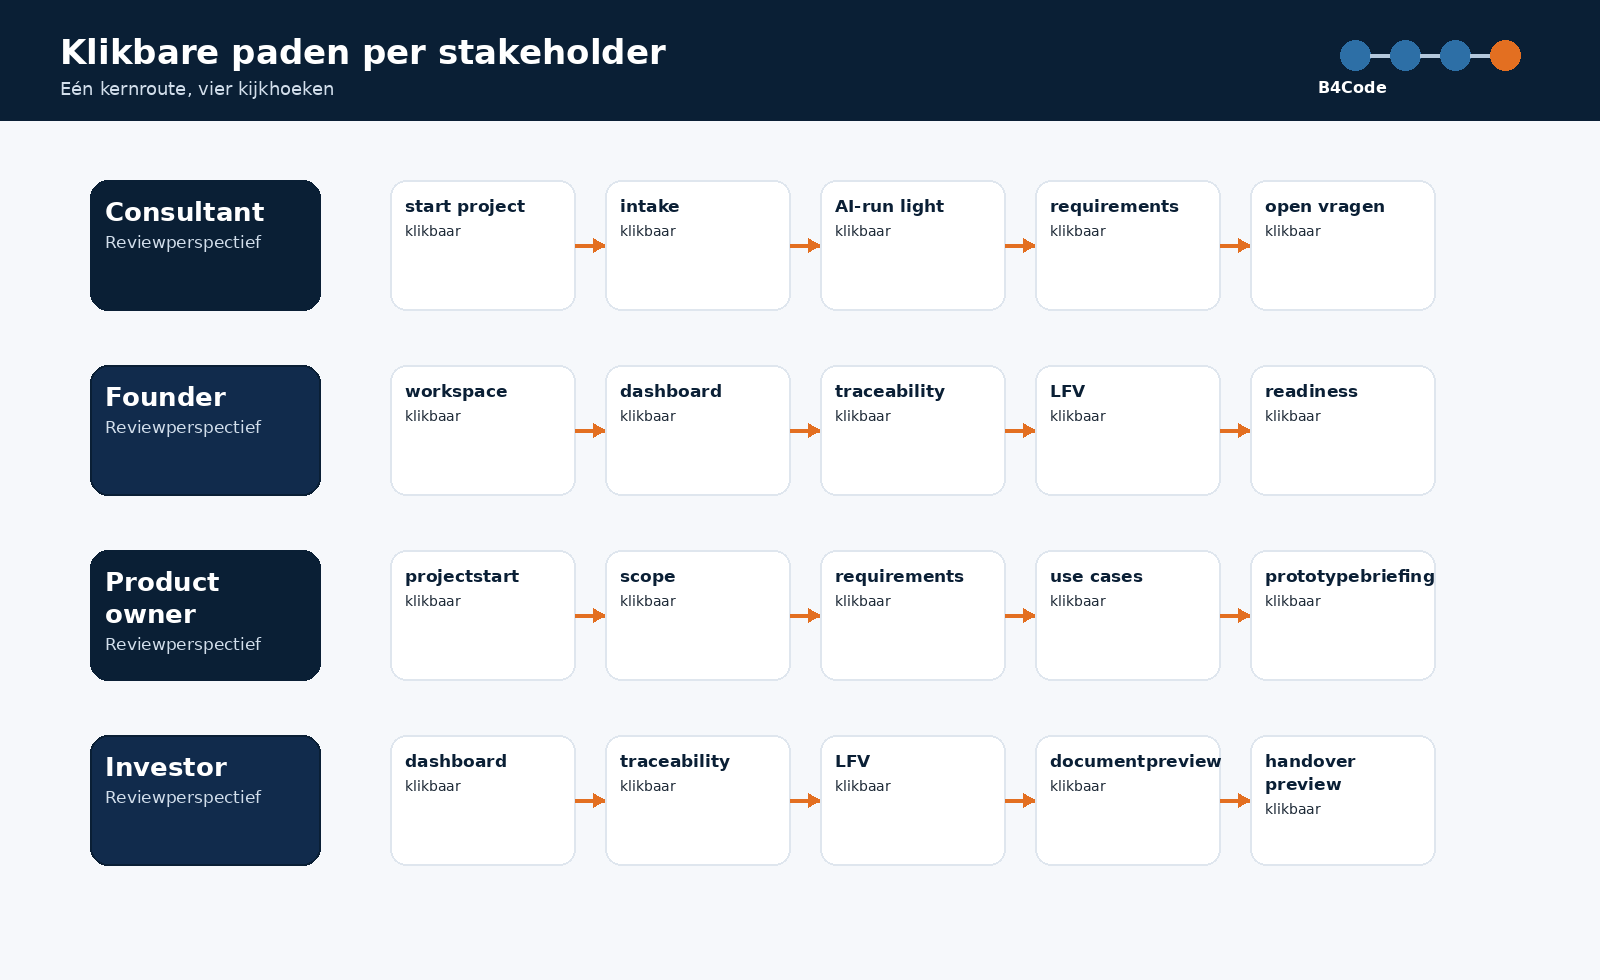 Klikbare paden per stakeholder
Eén kernroute, vier kijkhoeken
B4Code
Consultant
Reviewperspectief
start project
klikbaar
intake
klikbaar
AI-run light
klikbaar
requirements
klikbaar
open vragen
klikbaar
Founder
Reviewperspectief
workspace
klikbaar
dashboard
klikbaar
traceability
klikbaar
LFV
klikbaar
readiness
klikbaar
Product
owner
Reviewperspectief
projectstart
klikbaar
scope
klikbaar
requirements
klikbaar
use cases
klikbaar
prototypebriefing
klikbaar
Investor
Reviewperspectief
dashboard
klikbaar
traceability
klikbaar
LFV
klikbaar
documentpreview
klikbaar
handover
preview
klikbaar